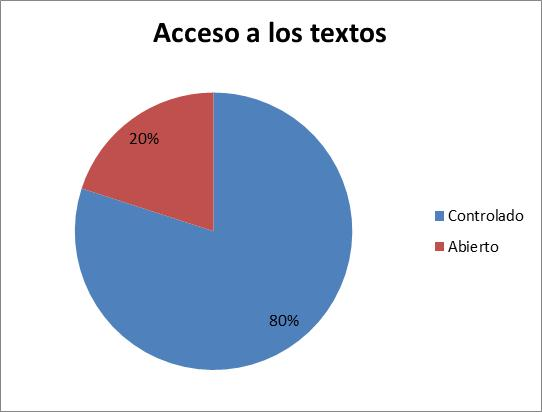 Acceso a los textos
20%
Controlado
Abierto
80%